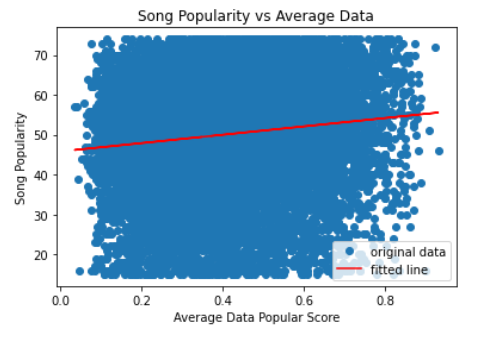 Song Popularity vs Average Data
Song Popularity
70
60
50
40
30
20
0.0 0.2 0.4 0.6 0.8
Average Data Popular Score
original data
fitted line